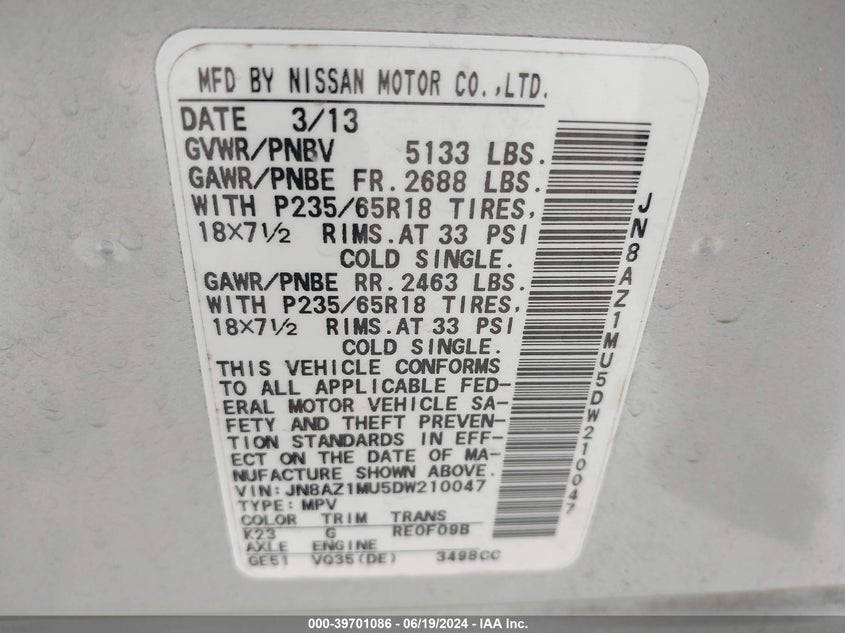 MFD BY NISSAN MOTOR CO.,LTD.
DATE 3/13
GVWR/PNBV 5133 LBS.
GAWR/PNBE FR.2688 LBS.
WITH P235/65R18 TIRES,
18×7½ RIMS.AT 33 PSI
COLD SINGLE.
GAWR/PNBE RR.2463 LBS.
WITH P235/65R18 TIRES,
18×7½ RIMS.AT 33 PSI
COLD SINGLE.
THIS VEHICLE CONFORMS
TO ALL APPLICABLE FED-
ERAL MOTOR VEHICLE SA-
FETY AND THEFT PREVEN-
TION STANDARDS IN EFF-
ECT ON THE DATE OF MA-
NUFACTURE SHOWN ABOVE.
VIN: JN8AZ1MU5DW210047
TYPE: MPV
COLOR TRIM TRANS
K23 G RE0F09B
AXLE ENGINE
GE51 VQ35(DE) 3498CC
JN8AZ1MU5DW210047
000-39701086 - 06/19/2024 - IAA Inc.